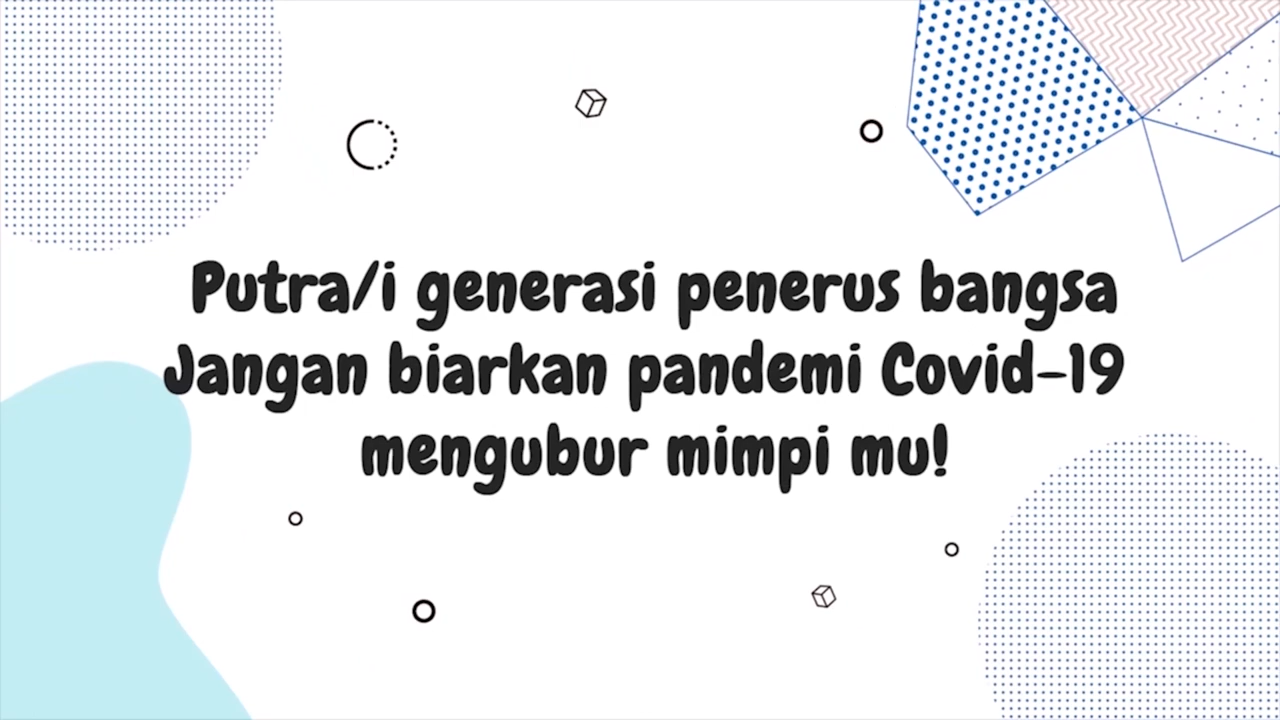 Putra/i generasi penerus bangsa
Jangan biarkan pandemi Covid-19
mengubur mimpi mu!